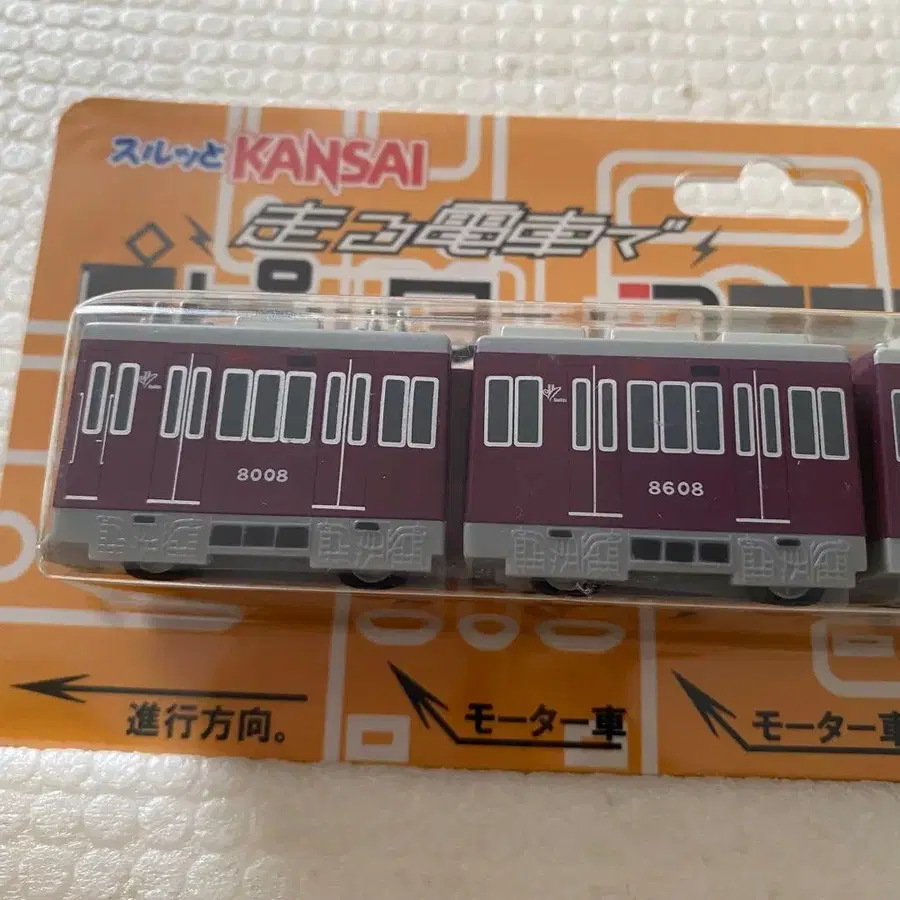 スルッとKANSAI
走る電車で
8008
8608
進行方向。
モーター車
モーター車